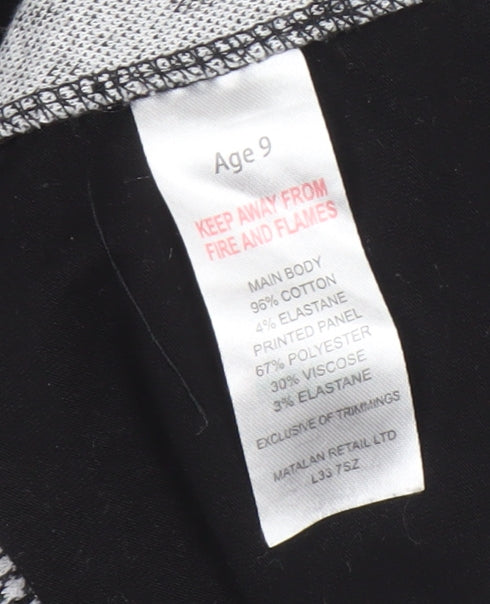 Age 9
KEEP AWAY FROM
FIRE AND FLAMES
MAIN BODY
96% COTTON
4% ELASTANE
PRINTED PANEL
67% POLYESTER
30% VISCOSE
3% ELASTANE
EXCLUSIVE OF TRIMMINGS
MATALAN RETAIL LTD
L33 7SZ